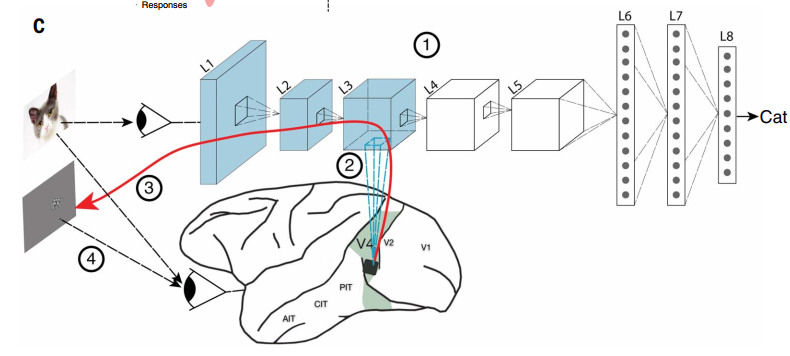 Responses
C
1
L1
L2
L3
L4
L5
L6
L7
L8
Cat
2
3
4
V4
V2
V1
PIT
CIT
AIT